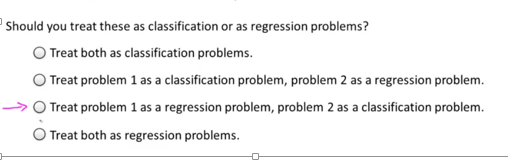 Should you treat these as classification or as regression problems?
Treat both as classification problems.
Treat problem 1 as a classification problem, problem 2 as a regression problem.
Treat problem 1 as a regression problem, problem 2 as a classification problem.
Treat both as regression problems.